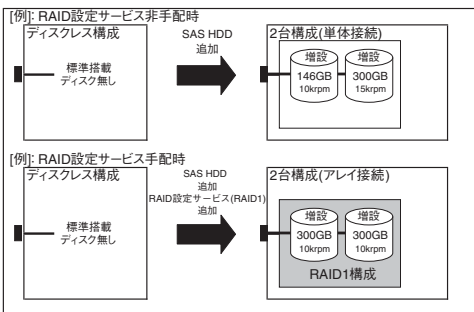 [例]: RAID設定サービス非手配時
ディスクレス構成
標準搭載
ディスク無し
SAS HDD
追加
2台構成(単体接続)
増設
146GB
10krpm
増設
300GB
15krpm
[例]: RAID設定サービス手配時
ディスクレス構成
標準搭載
ディスク無し
SAS HDD
追加
RAID設定サービス(RAID1)
追加
2台構成(アレイ接続)
増設
300GB
10krpm
増設
300GB
10krpm
RAID1構成